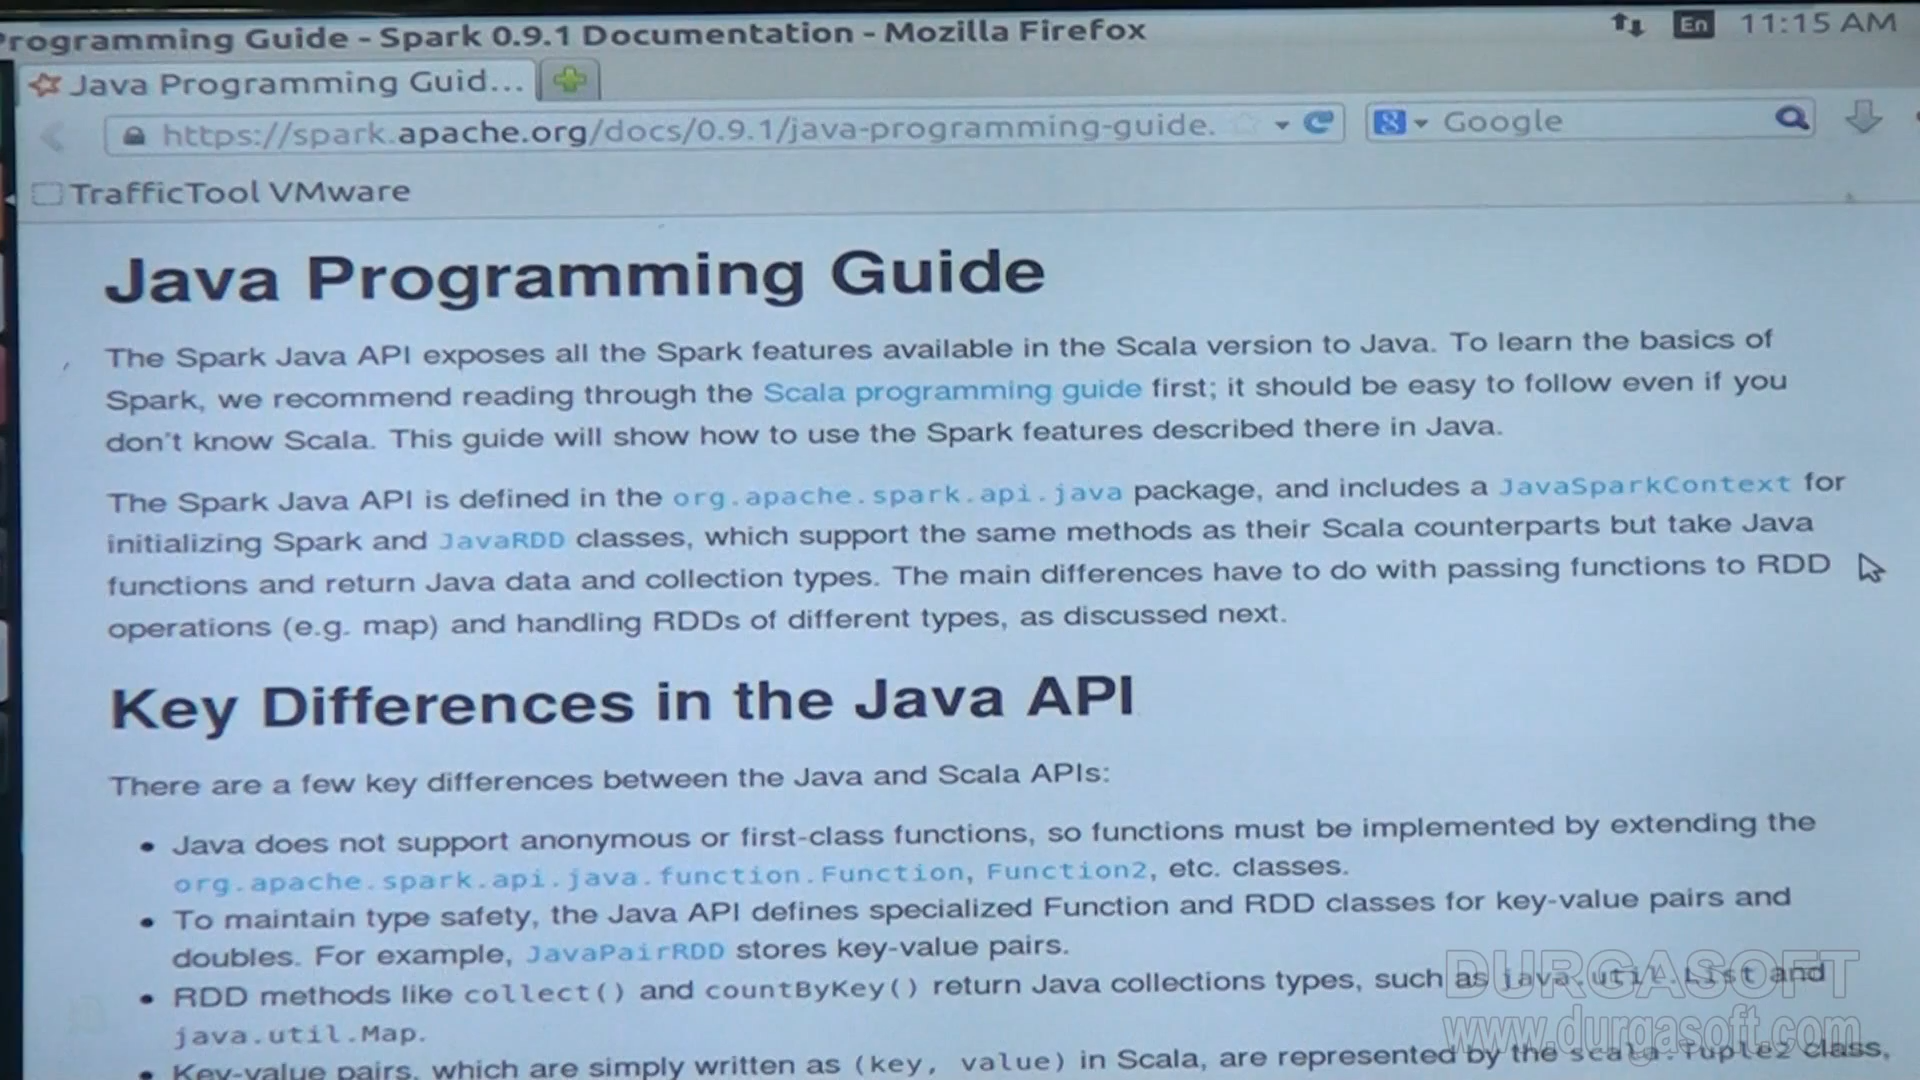 rogramming Guide - Spark 0.9.1 Documentation - Mozilla Firefox
En 11:15 AM
Java Programming Guid...
https://spark.apache.org/docs/0.9.1/java-programming-guide.
8 Google
TrafficTool VMware
Java Programming Guide
The Spark Java API exposes all the Spark features available in the Scala version to Java. To learn the basics of
Spark, we recommend reading through the Scala programming guide first; it should be easy to follow even if you
don't know Scala. This guide will show how to use the Spark features described there in Java.
The Spark Java API is defined in the org.apache.spark.api.java package, and includes a JavaSparkContext for
initializing Spark and JavaRDD classes, which support the same methods as their Scala counterparts but take Java
functions and return Java data and collection types. The main differences have to do with passing functions to RDD
operations (e.g. map) and handling RDDs of different types, as discussed next.
Key Differences in the Java API
There are a few key differences between the Java and Scala APIs:
• Java does not support anonymous or first-class functions, so functions must be implemented by extending the
org.apache.spark.api.java.function.Function, Function2, etc. classes.
• To maintain type safety, the Java API defines specialized Function and RDD classes for key-value pairs and
doubles. For example, JavaPairRDD stores key-value pairs.
• RDD methods like collect() and countByKey() return Java collections types, such as java.util.List and
java.util.Map.
• Key-value pairs, which are simply written as (key, value) in Scala, are represented by the scala.Tuple2 class,
DURGASOFT
www.durgasoft.com